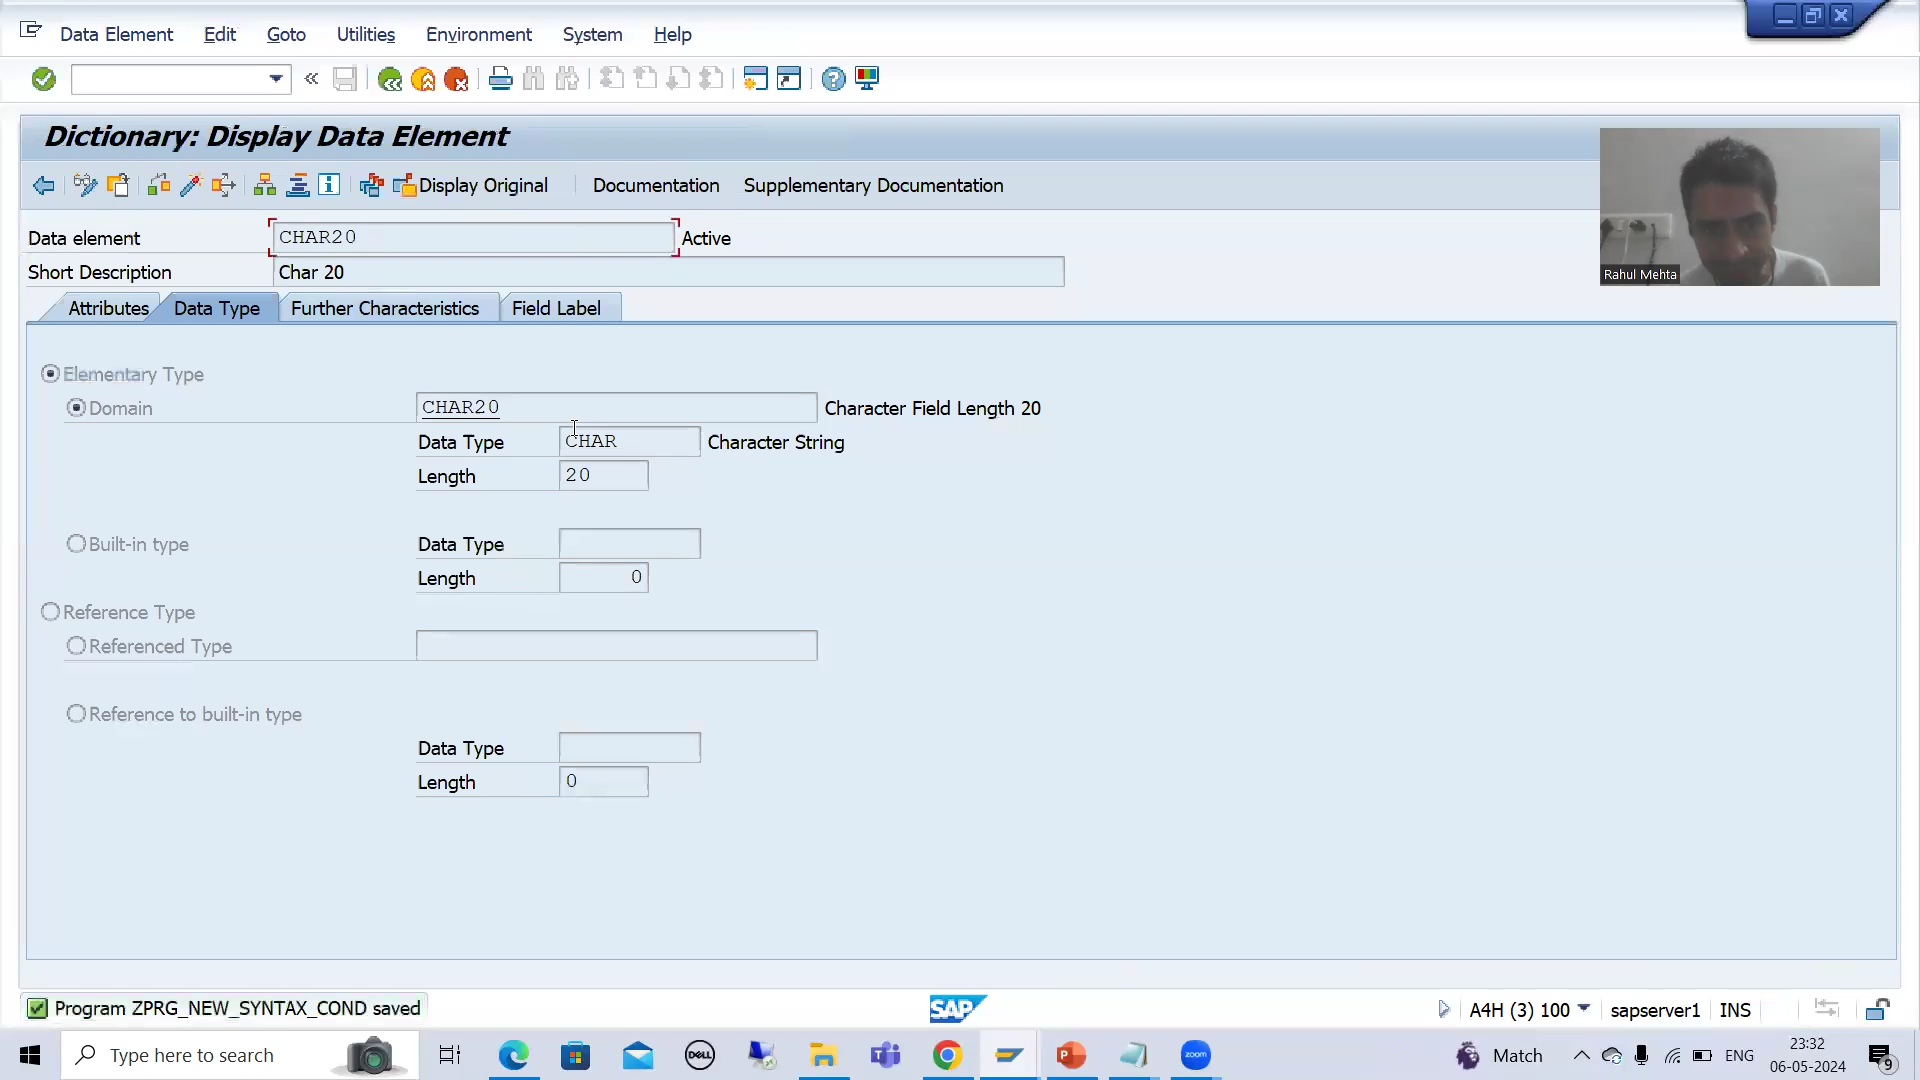 Data Element Edit Goto Utilities Environment System Help
Dictionary: Display Data Element
Display Original Documentation Supplementary Documentation
Data element CHAR20 Active
Short Description Char 20
Rahul Mehta
Attributes Data Type Further Characteristics Field Label
Elementary Type
Domain CHAR20 Character Field Length 20
Data Type CHAR Character String
Length 20
Built-in type Data Type
Length 0
Reference Type
Referenced Type
Reference to built-in type
Data Type
Length 0
Program ZPRG_NEW_SYNTAX_COND saved SAP A4H (3) 100 sapserver1 INS
Type here to search DELL zoom Match ENG 23:32
06-05-2024 9